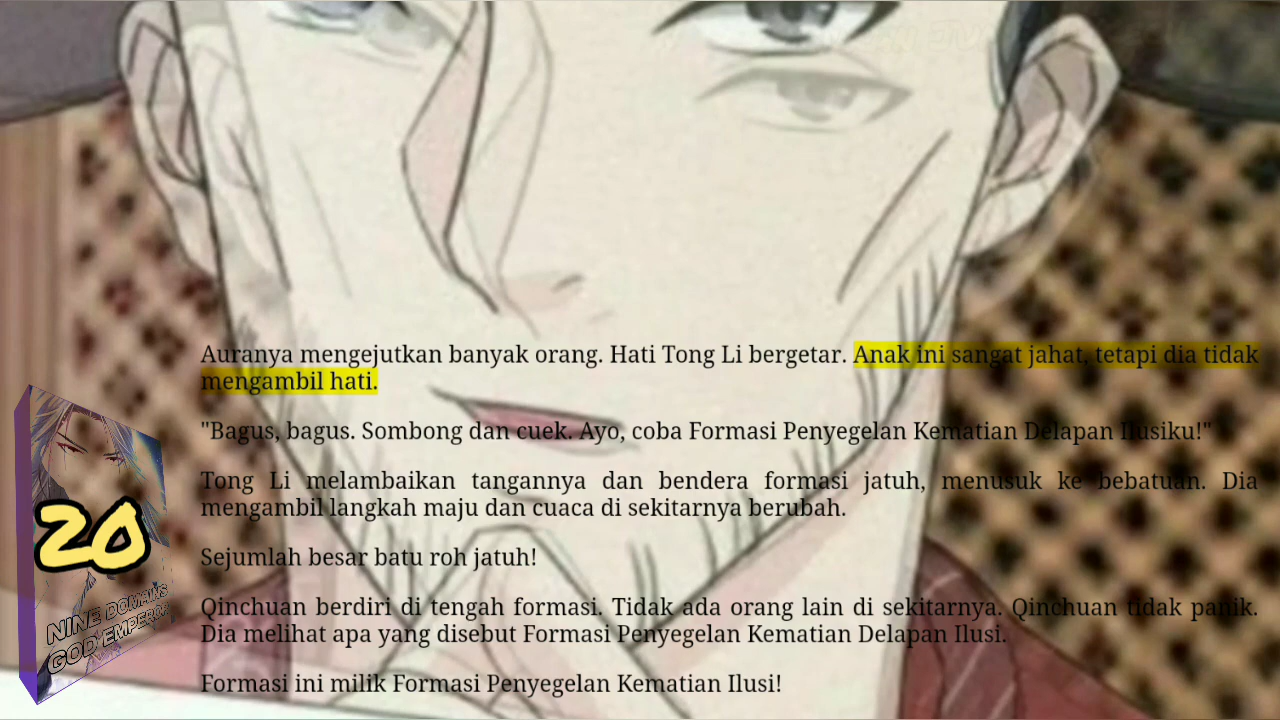 Auranya mengejutkan banyak orang. Hati Tong Li bergetar. Anak ini sangat jahat, tetapi dia tidak
mengambil hati.
"Bagus, bagus. Sombong dan cuek. Ayo, coba Formasi Penyegelan Kematian Delapan Ilusiku!"
Tong Li melambaikan tangannya dan bendera formasi jatuh, menusuk ke bebatuan. Dia
mengambil langkah maju dan cuaca di sekitarnya berubah.
Sejumlah besar batu roh jatuh!
Qinchuan berdiri di tengah formasi. Tidak ada orang lain di sekitarnya. Qinchuan tidak panik.
Dia melihat apa yang disebut Formasi Penyegelan Kematian Delapan Ilusi.
Formasi ini milik Formasi Penyegelan Kematian Ilusi!
20
NINE DOMAINS
GOD EMPEROR